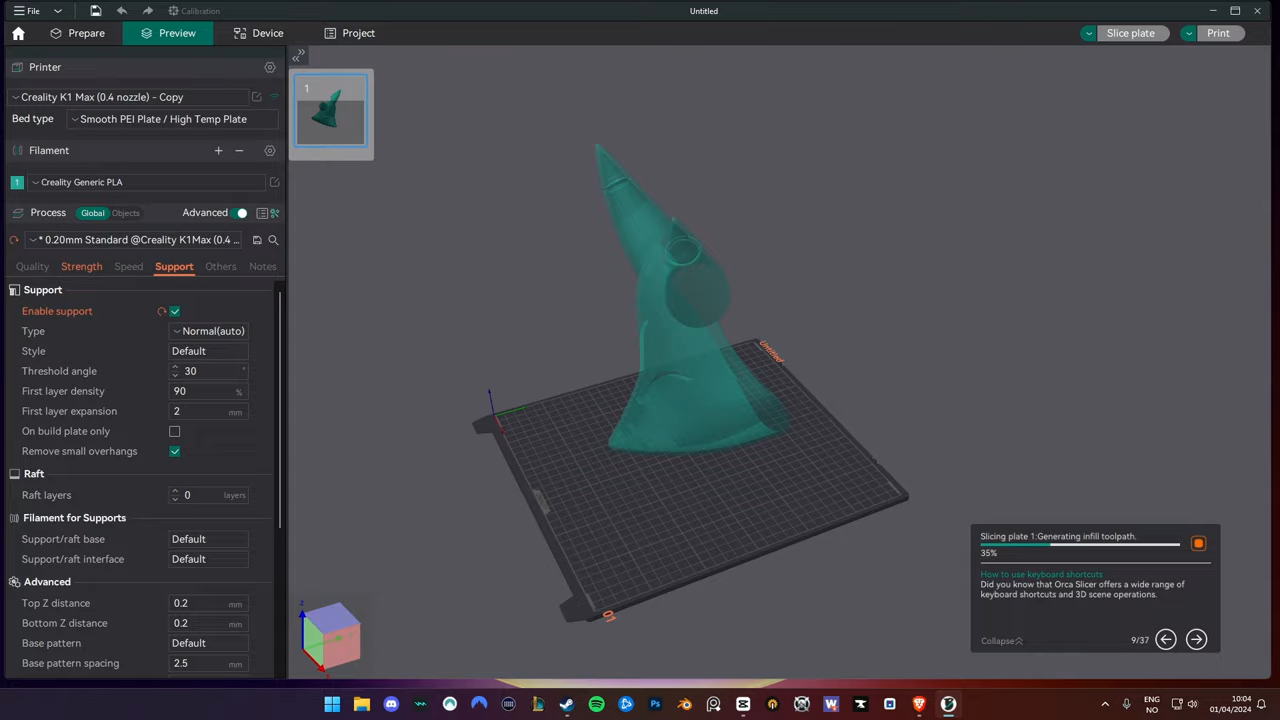 File
Calibration
Untitled
Prepare
Preview
Device
Project
Slice plate
Print
Printer
Creality K1 Max (0.4 nozzle) - Copy
Bed type
Smooth PEI Plate / High Temp Plate
Filament
1
Creality Generic PLA
Process
Global
Objects
Advanced
* 0.20mm Standard @Creality K1Max (0.4 ...
Quality
Strength
Speed
Support
Others
Notes
Support
Enable support
Type Normal(auto)
Style Default
Threshold angle 30 °
First layer density 90 %
First layer expansion 2 mm
On build plate only
Remove small overhangs
Raft
Raft layers 0 layers
Filament for Supports
Support/raft base Default
Support/raft interface Default
Advanced
Top Z distance 0.2 mm
Bottom Z distance 0.2 mm
Base pattern Default
Base pattern spacing 2.5 mm
1
Untitled
01
Slicing plate 1:Generating infill toolpath.
35%
How to use keyboard shortcuts
Did you know that Orca Slicer offers a wide range of
keyboard shortcuts and 3D scene operations.
Collapse
9/37
ENG
NO
10:04
01/04/2024